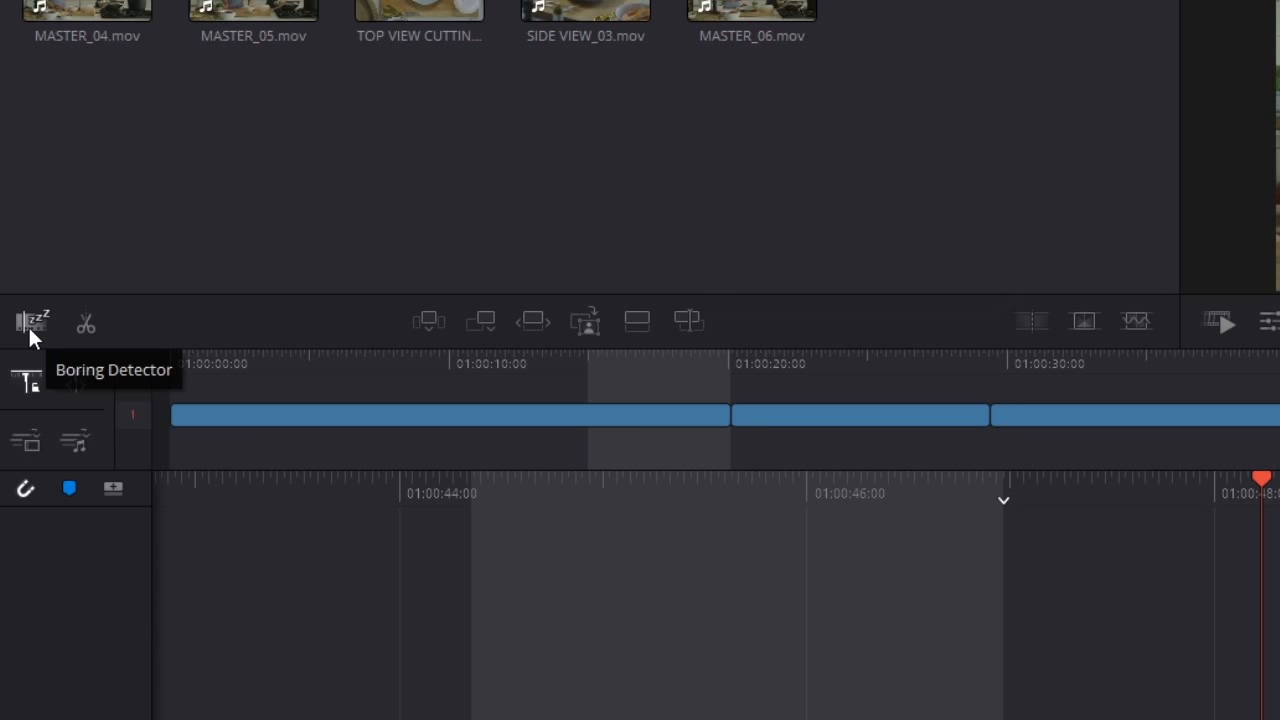 MASTER_04.mov
MASTER_05.mov
TOP VIEW CUTTIN...
SIDE VIEW_03.mov
MASTER_06.mov
zzZ
Boring Detector
01:00:00:00
01:00:10:00
01:00:20:00
01:00:30:00
1
01:00:44:00
01:00:46:00